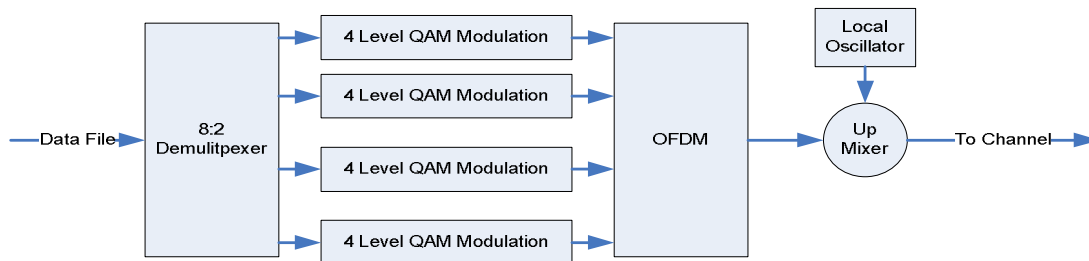 Data File
8:2
Demulitpexer
4 Level QAM Modulation
4 Level QAM Modulation
4 Level QAM Modulation
4 Level QAM Modulation
OFDM
Local
Oscillator
Up
Mixer
To Channel